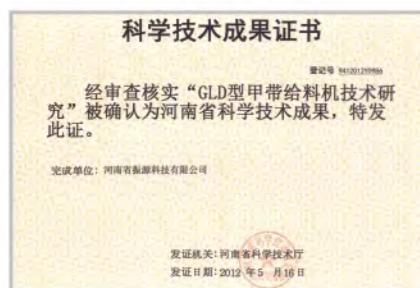 科学技术成果证书
登记号
经审查核实“GLD型甲带给料机技术研
究”被确认为河南省科学技术成果，特发
此证。
完成单位：河南省振源科技有限公司
发证机关：河南省科学技术厅
发证日期：2012 年 5 月 16 日